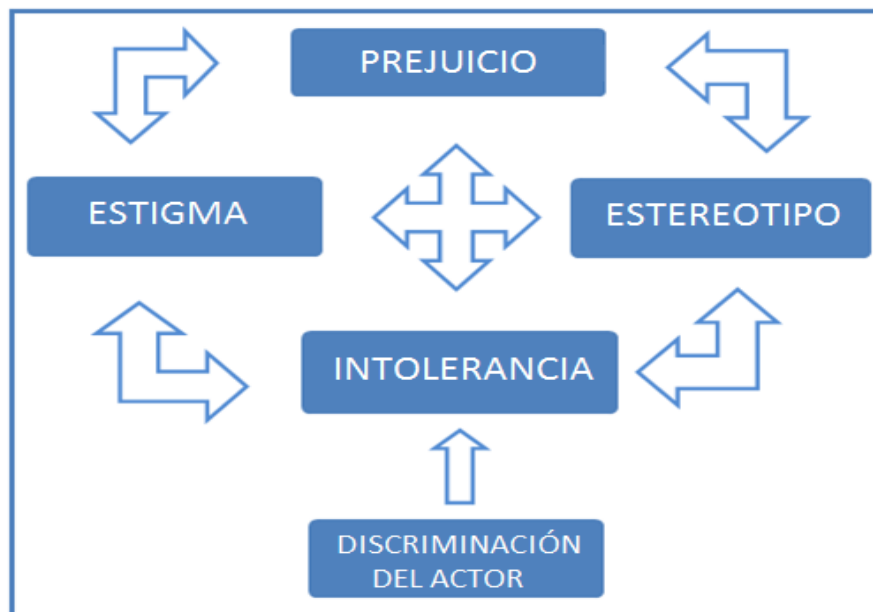 PREJUICIO
ESTIGMA
ESTEREOTIPO
INTOLERANCIA
DISCRIMINACIÓN
DEL ACTOR